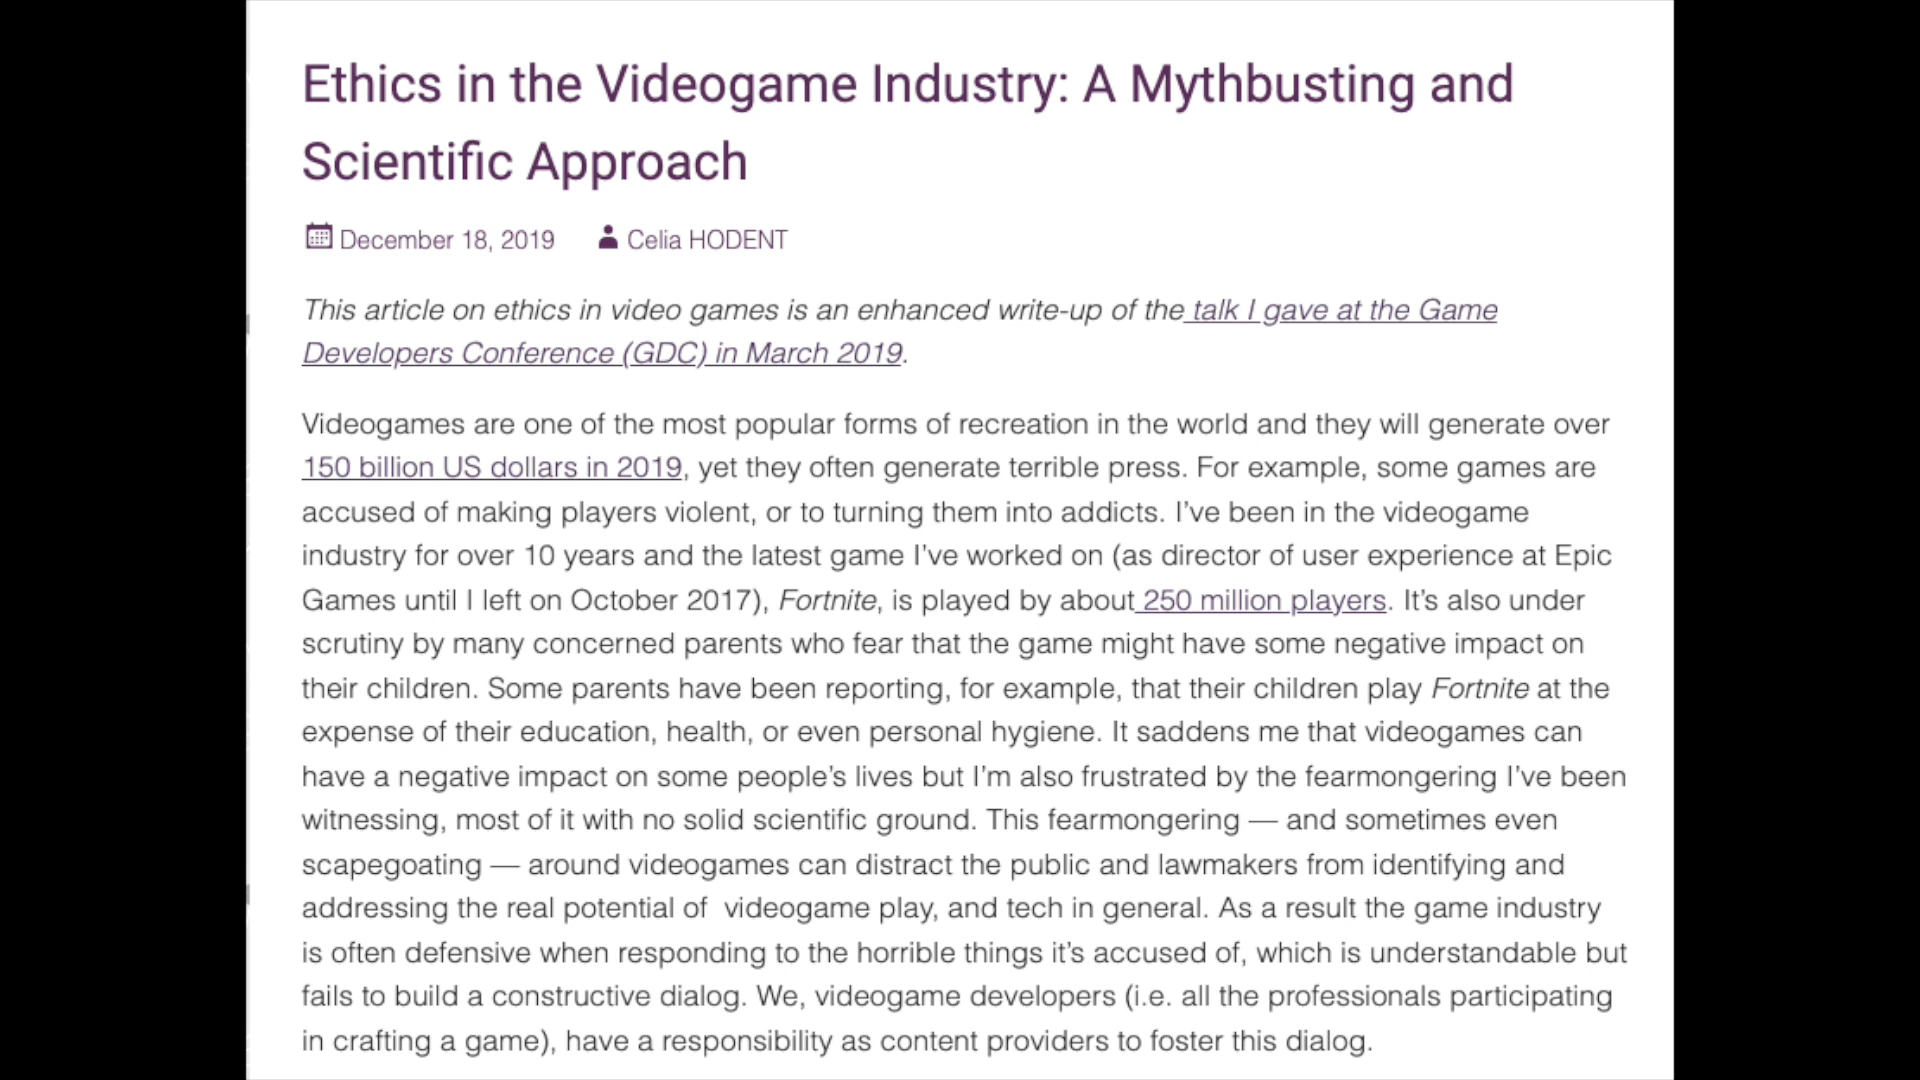 Ethics in the Videogame Industry: A Mythbusting and
Scientific Approach
December 18, 2019 Celia HODENT
This article on ethics in video games is an enhanced write-up of the talk I gave at the Game
Developers Conference (GDC) in March 2019.
Videogames are one of the most popular forms of recreation in the world and they will generate over
150 billion US dollars in 2019, yet they often generate terrible press. For example, some games are
accused of making players violent, or to turning them into addicts. I’ve been in the videogame
industry for over 10 years and the latest game I’ve worked on (as director of user experience at Epic
Games until I left on October 2017), Fortnite, is played by about 250 million players. It’s also under
scrutiny by many concerned parents who fear that the game might have some negative impact on
their children. Some parents have been reporting, for example, that their children play Fortnite at the
expense of their education, health, or even personal hygiene. It saddens me that videogames can
have a negative impact on some people’s lives but I’m also frustrated by the fearmongering I’ve been
witnessing, most of it with no solid scientific ground. This fearmongering — and sometimes even
scapegoating — around videogames can distract the public and lawmakers from identifying and
addressing the real potential of  videogame play, and tech in general. As a result the game industry
is often defensive when responding to the horrible things it’s accused of, which is understandable but
fails to build a constructive dialog. We, videogame developers (i.e. all the professionals participating
in crafting a game), have a responsibility as content providers to foster this dialog.